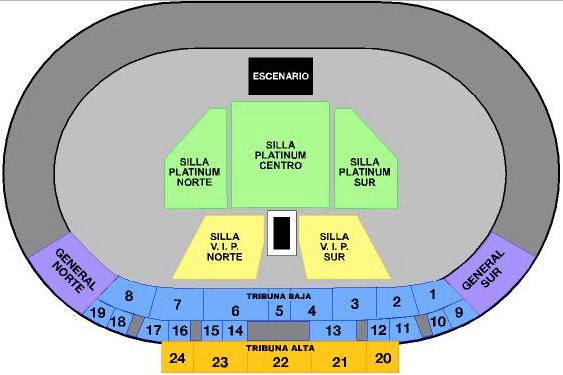 ESCENARIO
SILLA
PLATINUM
NORTE
SILLA
PLATINUM
CENTRO
SILLA
PLATINUM
SUR
SILLA
V.I.P.
NORTE
SILLA
V.I.P.
SUR
GENERAL
NORTE
GENERAL
SUR
TRIBUNA BAJA
8 7 6 5 4 3 2 1
19 18 17 16 15 14 13 12 11 10 9
TRIBUNA ALTA
24 23 22 21 20